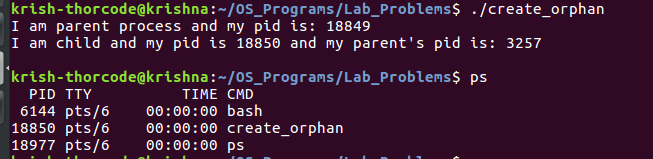 krish-thorcode@krishna:~/OS_Programs/Lab_Problems$ ./create_orphan
I am parent process and my pid is: 18849
I am child and my pid is 18850 and my parent's pid is: 3257
krish-thorcode@krishna:~/OS_Programs/Lab_Problems$ ps
PID TTY TIME CMD
6144 pts/6 00:00:00 bash
18850 pts/6 00:00:00 create_orphan
18977 pts/6 00:00:00 ps